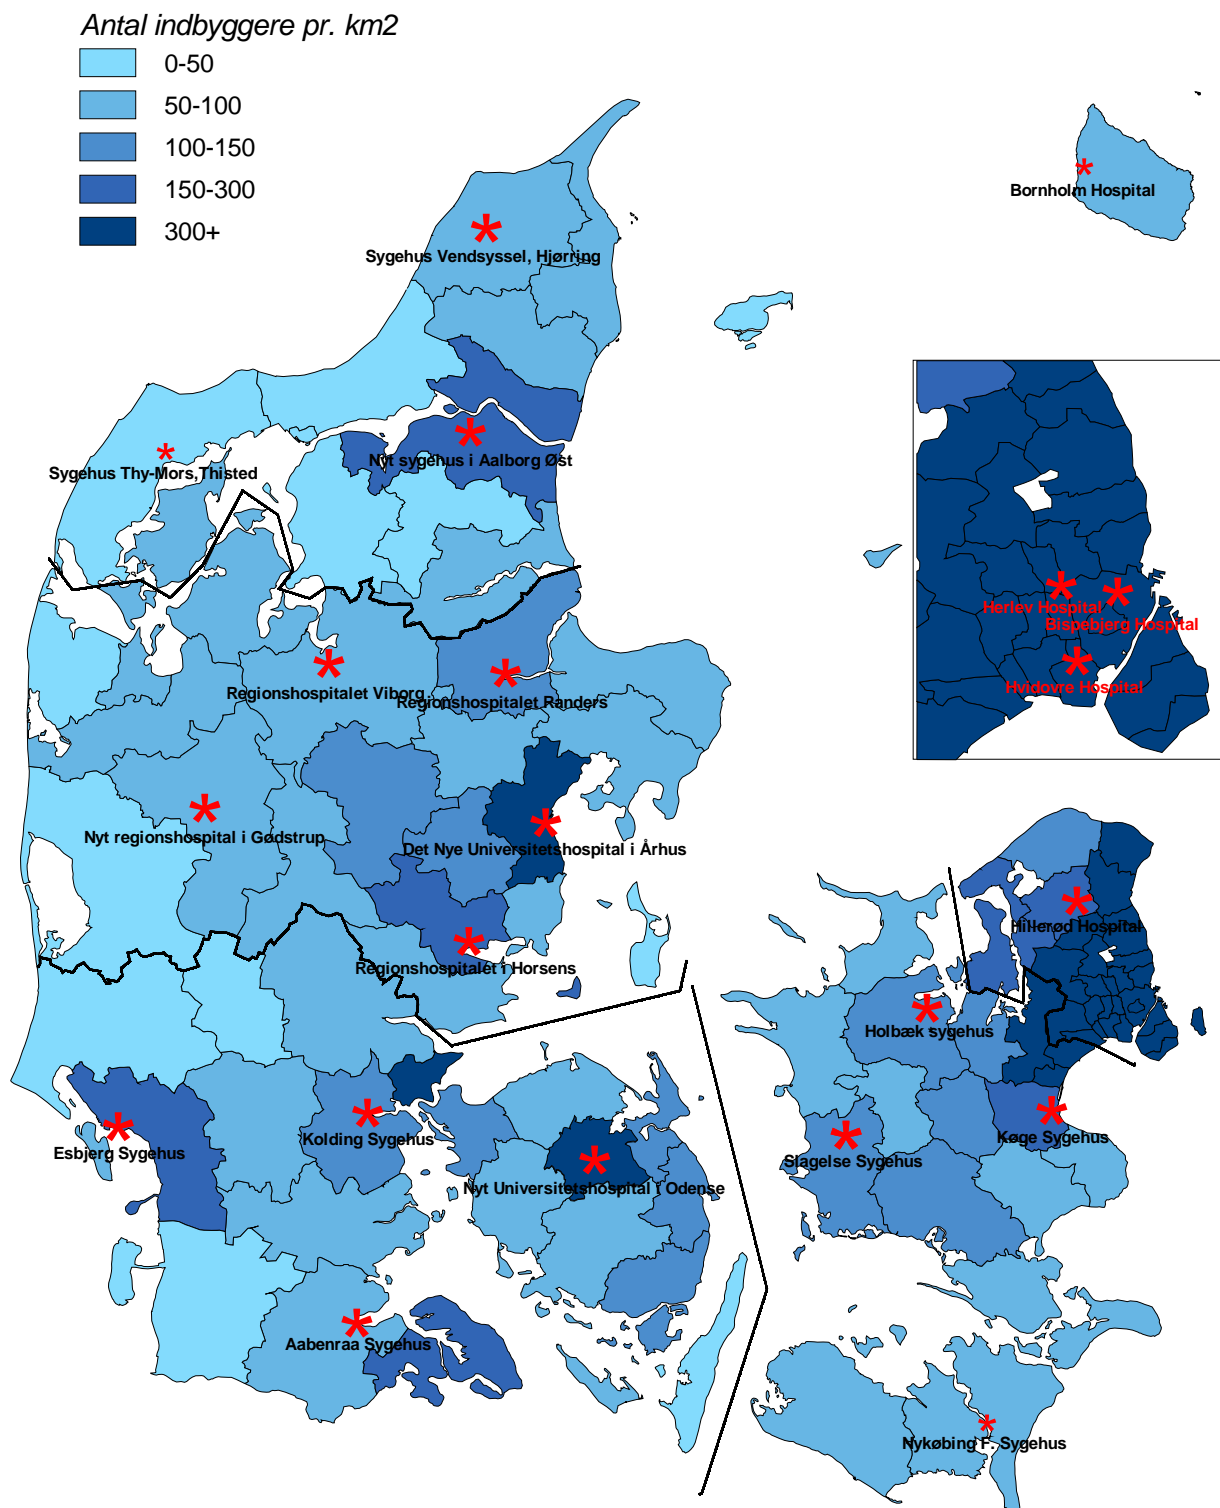 Antal indbyggere pr. km2
0-50
50-100
100-150
150-300
300+
Bornholm Hospital
Sygehus Vendsyssel, Hjørring
Nyt sygehus i Aalborg Øst
Sygehus Thy-Mors,Thisted
Herlev Hospital
Bispebjerg Hospital
Hvidovre Hospital
Regionshospitalet Viborg
Regionshospitalet Randers
Nyt regionshospital i Gødstrup
Det Nye Universitetshospital i Århus
Hillerød Hospital
Regionshospitalet i Horsens
Holbæk sygehus
Kolding Sygehus
Køge Sygehus
Esbjerg Sygehus
Slagelse Sygehus
Nyt Universitetshospital i Odense
Aabenraa Sygehus
Nykøbing F. Sygehus